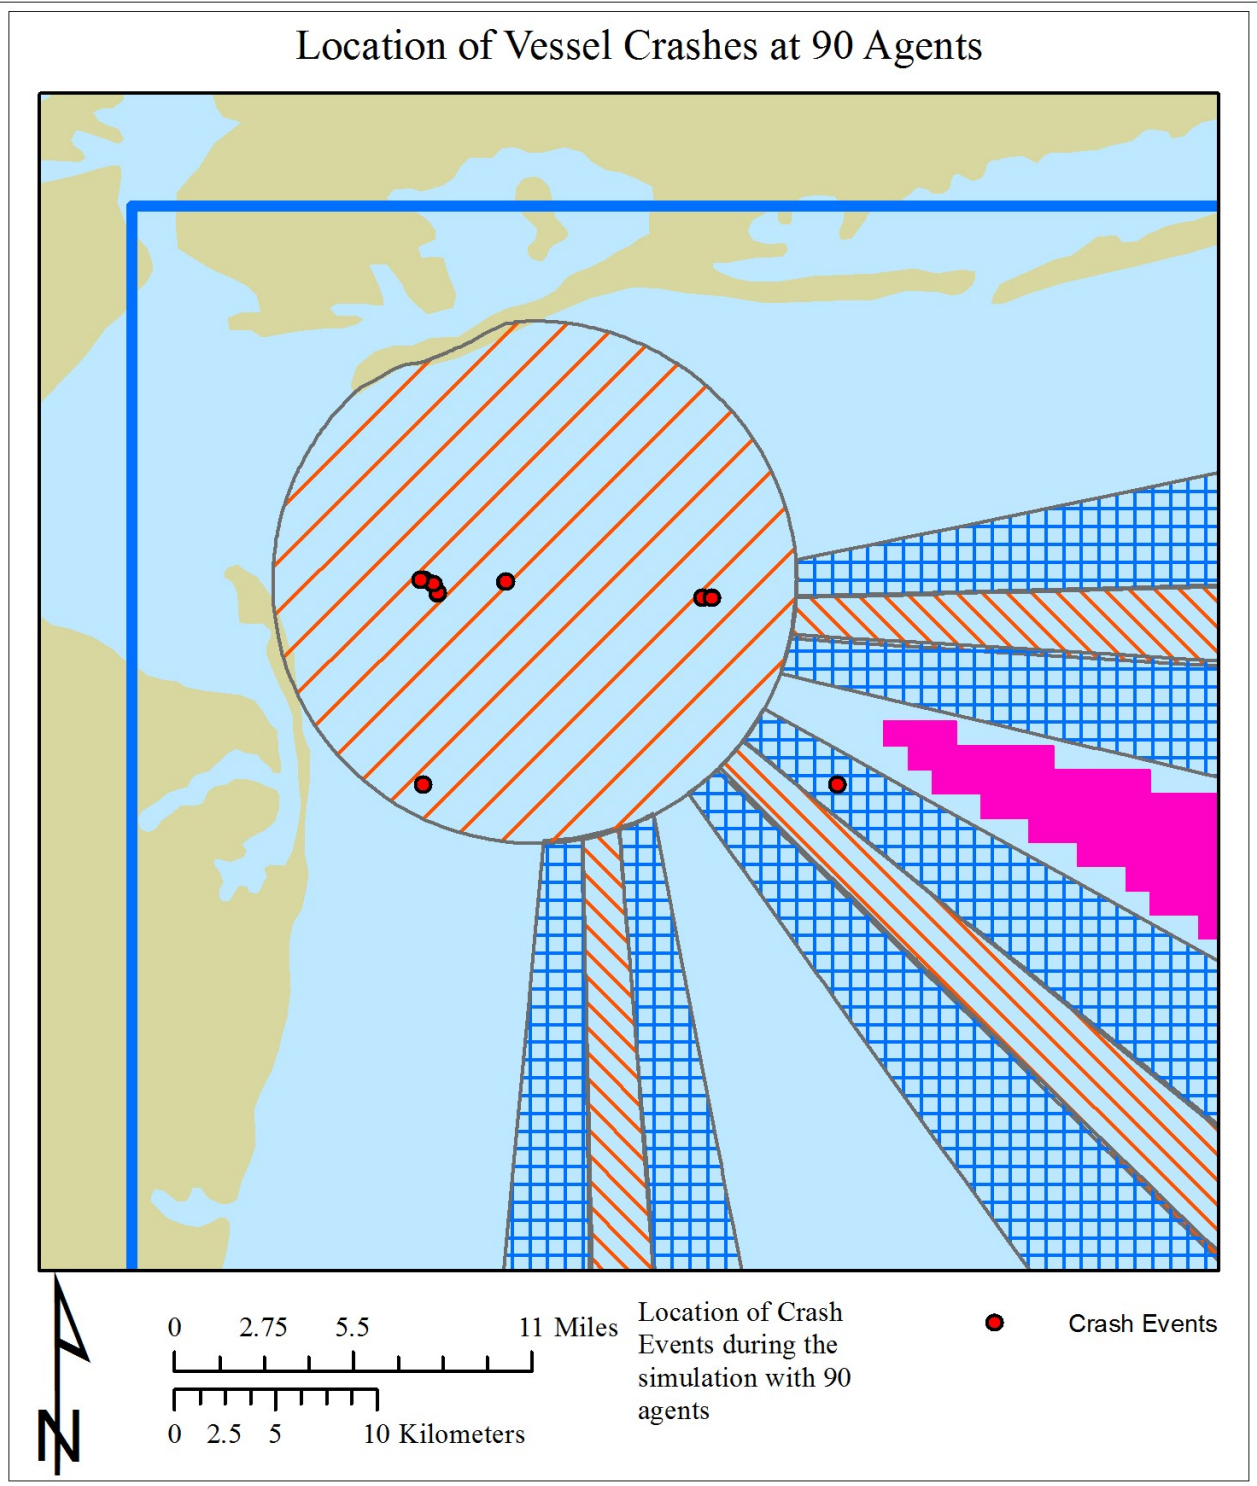 Location of Vessel Crashes at 90 Agents
0 2.75 5.5 11 Miles
0 2.5 5 10 Kilometers
N
Location of Crash
Events during the
simulation with 90
agents
Crash Events